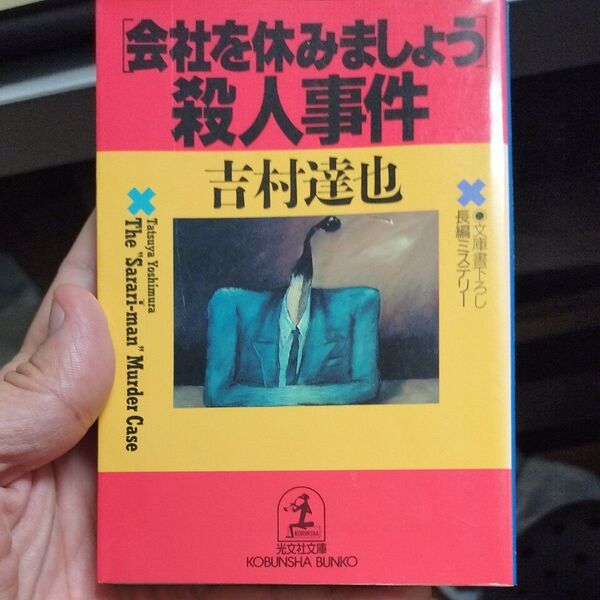 [会社を休みましょう]
殺人事件
吉村達也
●文庫書下ろし
長編ミステリー
Tatsuya Yoshimura
The "Sarari-man" Murder Case
KOBUNSHA
光文社文庫
KOBUNSHA BUNKO